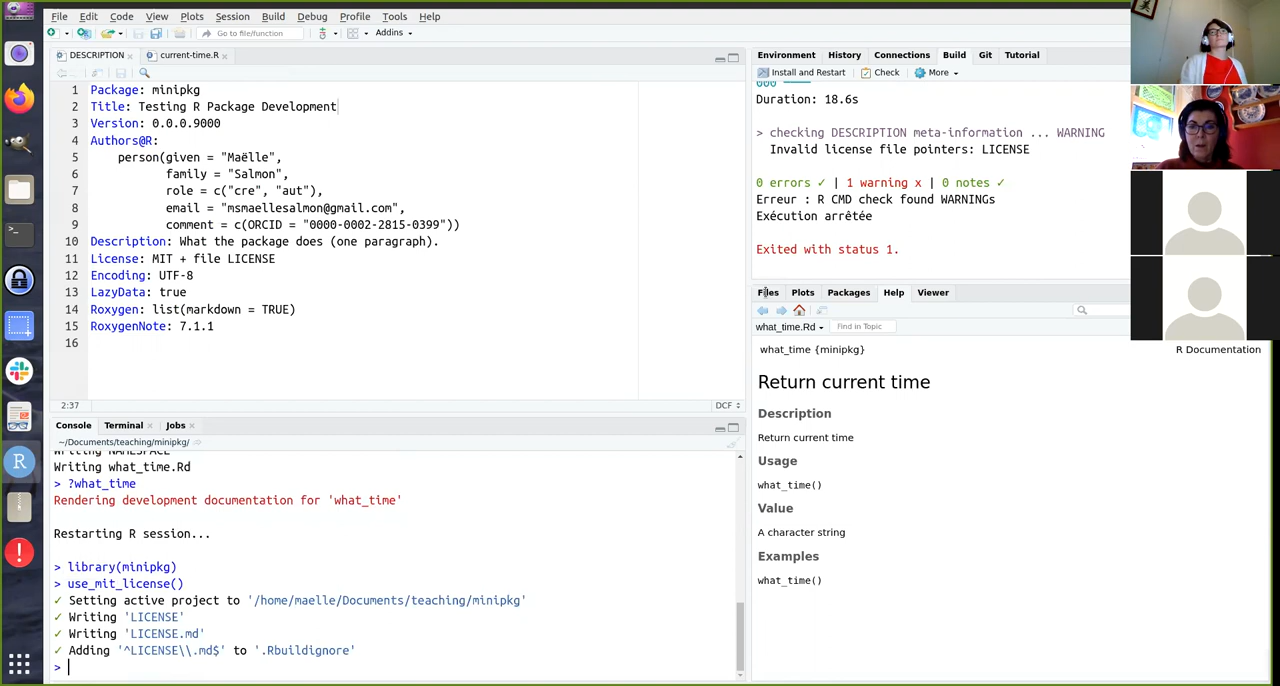 File Edit Code View Plots Session Build Debug Profile Tools Help
Go to file/function Addins
DESCRIPTION current-time.R
1 Package: minipkg
2 Title: Testing R Package Development
3 Version: 0.0.0.9000
4 Authors@R:
5 person(given = "Maëlle",
6 family = "Salmon",
7 role = c("cre", "aut"),
8 email = "msmaellesalmon@gmail.com",
9 comment = c(ORCID = "0000-0002-2815-0399"))
10 Description: What the package does (one paragraph).
11 License: MIT + file LICENSE
12 Encoding: UTF-8
13 LazyData: true
14 Roxygen: list(markdown = TRUE)
15 RoxygenNote: 7.1.1
16
2:37 DCF
Console Terminal Jobs
~/Documents/teaching/minipkg/
Writing NAMESPACE
Writing what_time.Rd
> ?what_time
Rendering development documentation for 'what_time'
Restarting R session...
> library(minipkg)
> use_mit_license()
✓ Setting active project to '/home/maelle/Documents/teaching/minipkg'
✓ Writing 'LICENSE'
✓ Writing 'LICENSE.md'
✓ Adding '^LICENSE\\.md$' to '.Rbuildignore'
>
Environment History Connections Build Git Tutorial
Install and Restart Check More
Duration: 18.6s
> checking DESCRIPTION meta-information ... WARNING
Invalid license file pointers: LICENSE
0 errors ✓ | 1 warning x | 0 notes ✓
Erreur : R CMD check found WARNINGs
Exécution arrêtée
Exited with status 1.
Files Plots Packages Help Viewer
what_time.Rd Find in Topic
what_time {minipkg} R Documentation
Return current time
Description
Return current time
Usage
what_time()
Value
A character string
Examples
what_time()